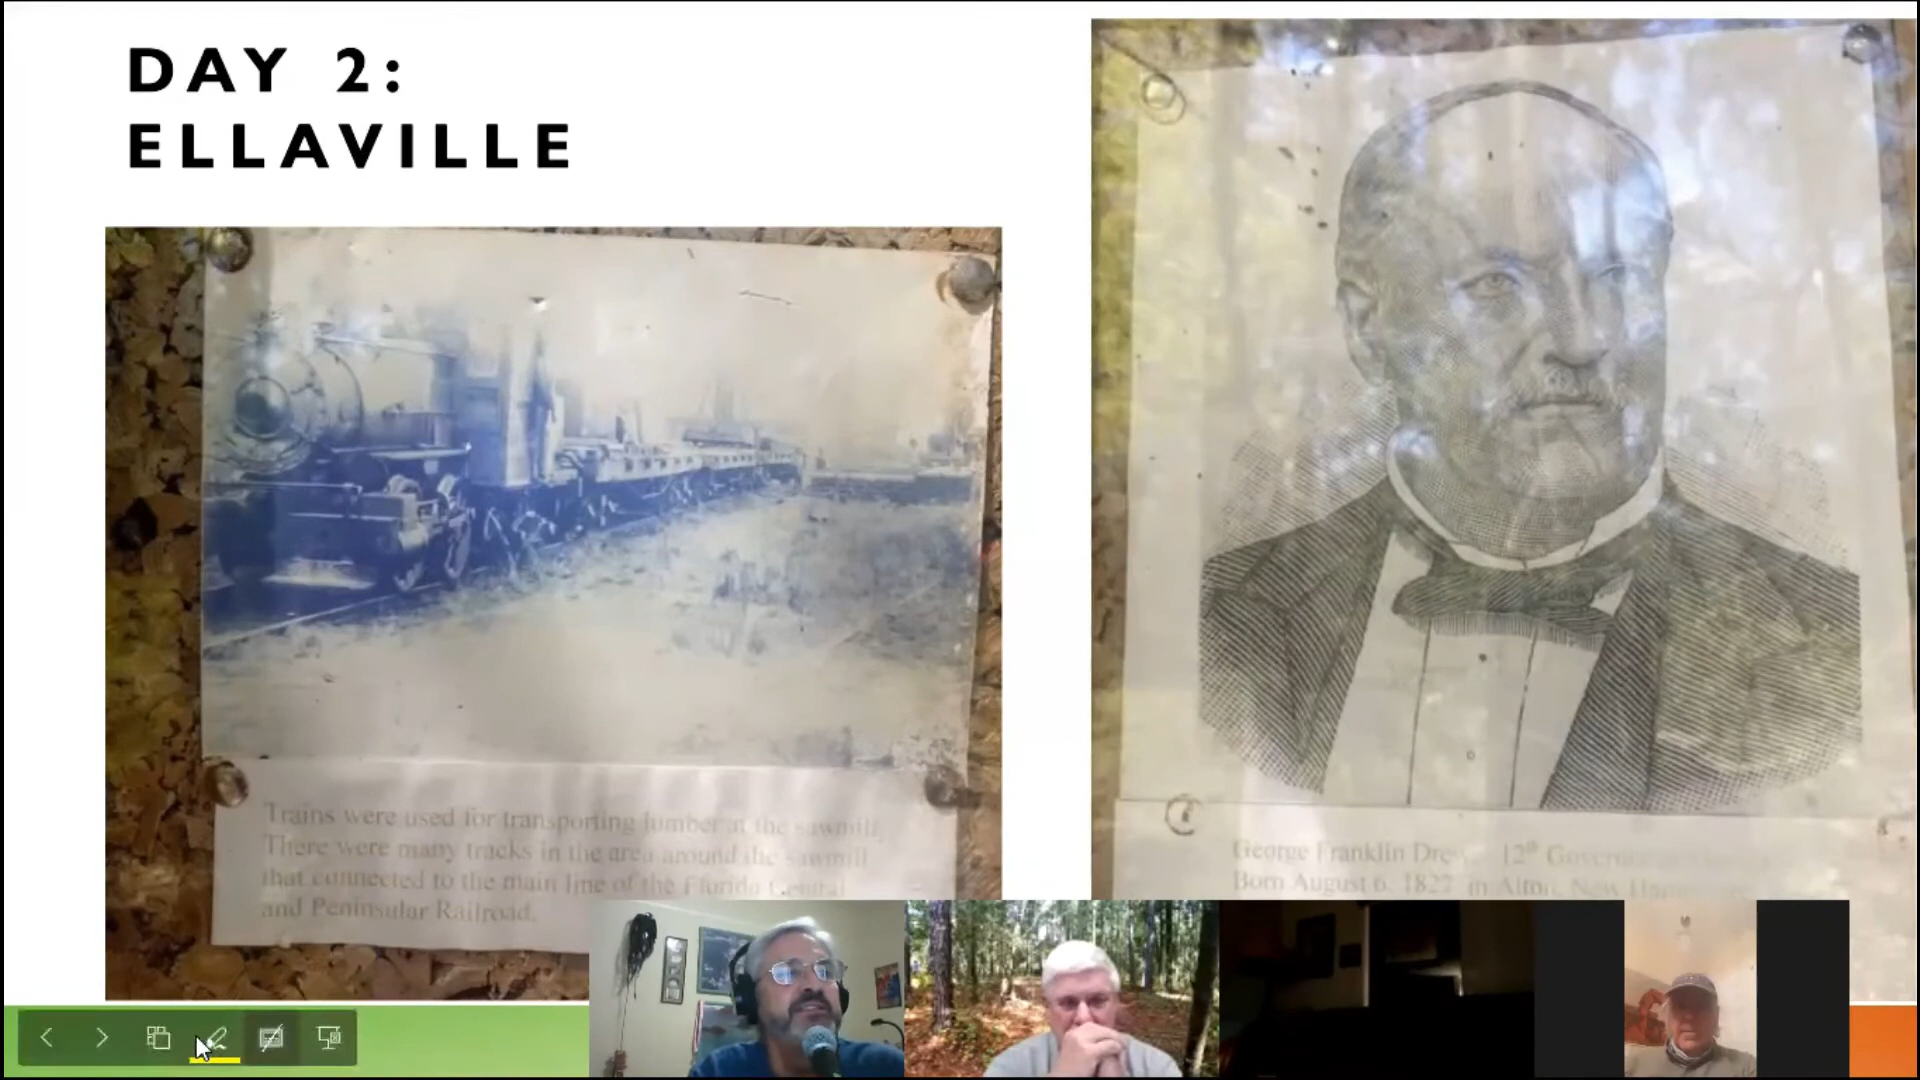 DAY 2:
ELLAVILLE
Trains were used for transporting lumber at the sawmill.
There were many tracks in the area around the sawmill
that connected to the main line of the Florida Central
and Peninsular Railroad.
George Franklin Drew 12th
Born August 6, 1827 in Alton, New